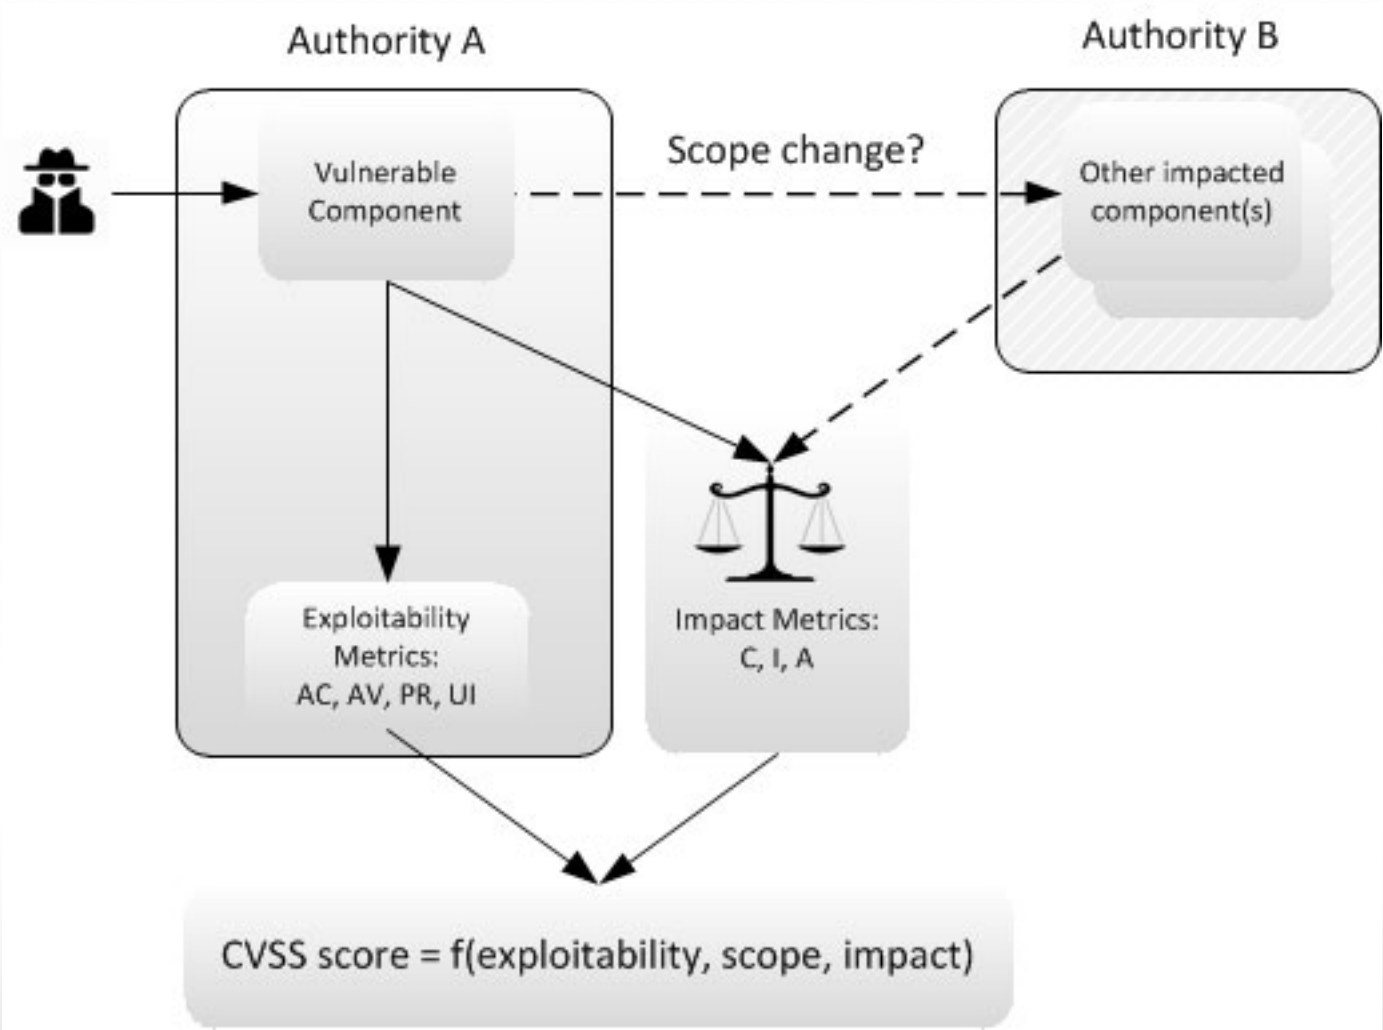 Authority A
Authority B
Scope change?
Vulnerable
Component
Other impacted
component(s)
Exploitability
Metrics:
AC, AV, PR, UI
Impact Metrics:
C, I, A
CVSS score = f(exploitability, scope, impact)